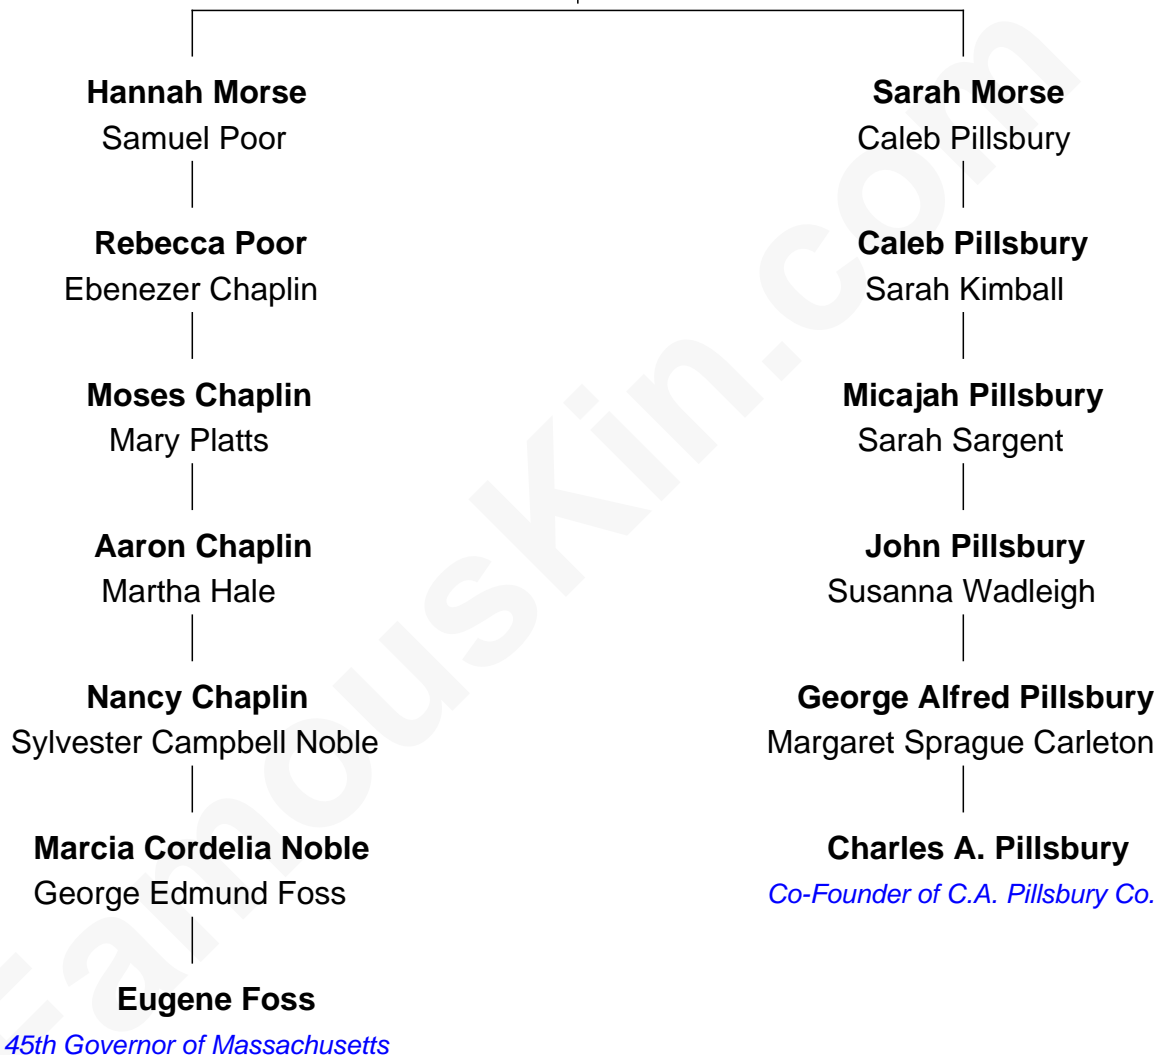 Hannah Morse
Samuel Poor
Sarah Morse
Caleb Pillsbury
Rebecca Poor
Ebenezer Chaplin
Caleb Pillsbury
Sarah Kimball
Moses Chaplin
Mary Platts
Micajah Pillsbury
Sarah Sargent
Aaron Chaplin
Martha Hale
John Pillsbury
Susanna Wadleigh
Nancy Chaplin
Sylvester Campbell Noble
George Alfred Pillsbury
Margaret Sprague Carleton
Marcia Cordelia Noble
George Edmund Foss
Charles A. Pillsbury
Co-Founder of C.A. Pillsbury Co.
Eugene Foss
45th Governor of Massachusetts
FamousKin.com